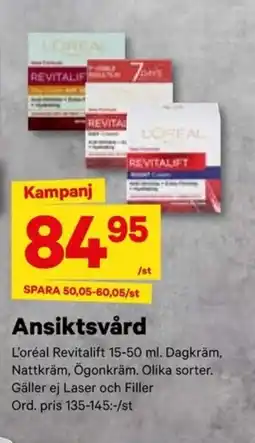 L'ORÉAL
REVITALIFT
7 DAYS
REVITALIFT
L'ORÉAL
REVITALIFT
NIGHT Cream
Kampanj
84 95
/st
SPARA 50,05-60,05/st
Ansiktsvård
L'oréal Revitalift 15-50 ml. Dagkräm,
Nattkräm, Ögonkräm. Olika sorter.
Gäller ej Laser och Filler
Ord. pris 135-145:-/st